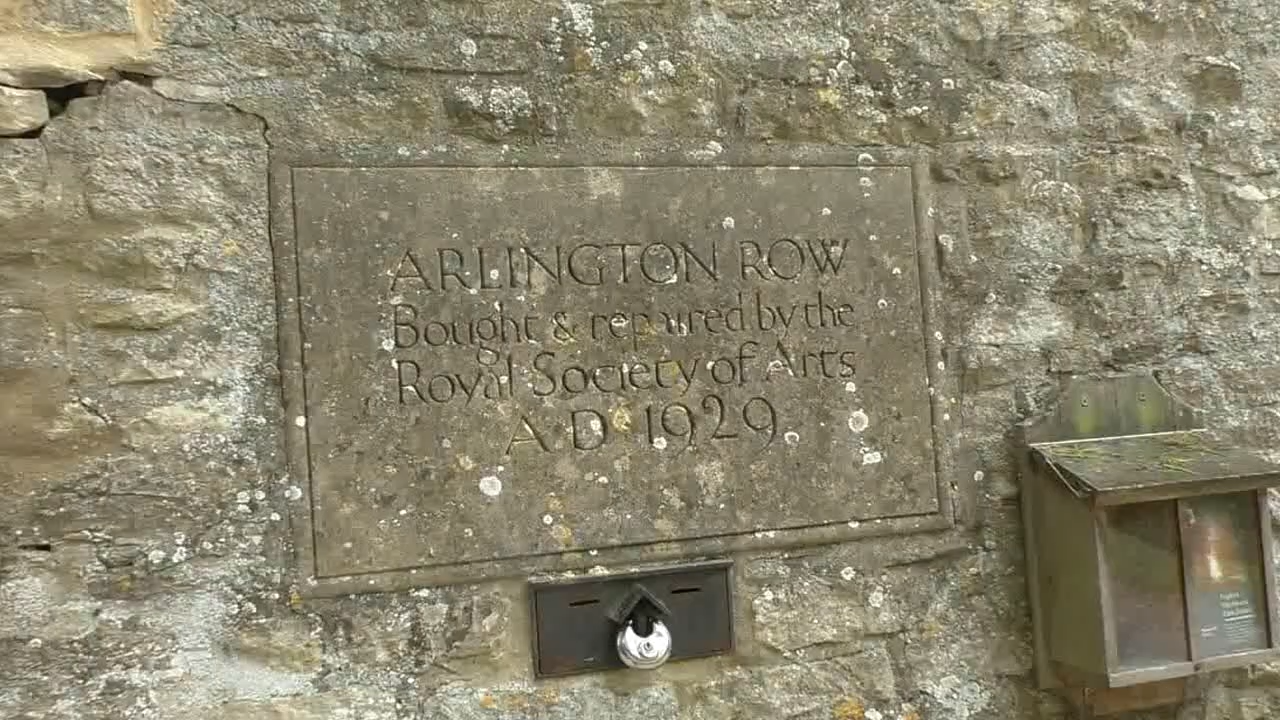 ARLINGTON ROW
Bought & repaired by the
Royal Society of Arts
A D 1929